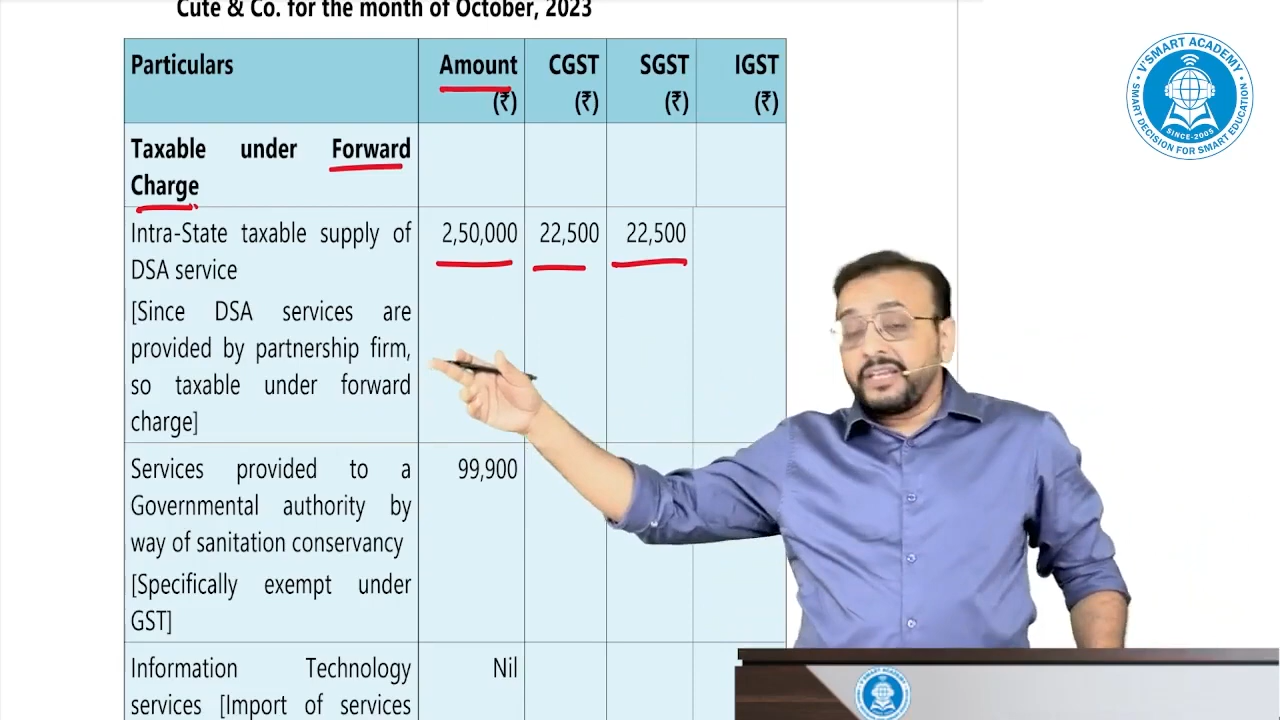 Cute & Co. for the month of October, 2023
Particulars Amount (₹) CGST (₹) SGST (₹) IGST (₹)
Taxable under Forward
Charge
Intra-State taxable supply of 2,50,000 22,500 22,500
DSA service
[Since DSA services are
provided by partnership firm,
so taxable under forward
charge]
Services provided to a 99,900
Governmental authority by
way of sanitation conservancy
[Specifically exempt under
GST]
Information Technology Nil
services [Import of services
V'SMART ACADEMY
SMART DECISION FOR SMART EDUCATION
SINCE-2005